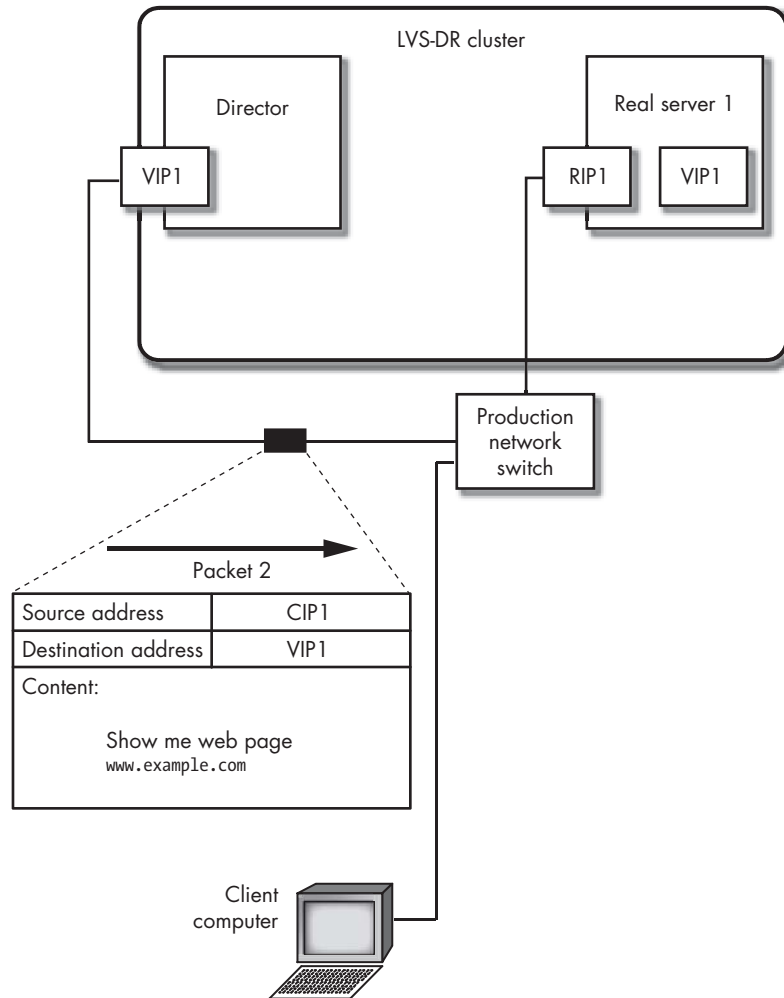 LVS-DR cluster
Director
Real server 1
VIP1
RIP1
VIP1
Production
network
switch
Packet 2
Source address CIP1
Destination address VIP1
Content:
Show me web page
www.example.com
Client
computer